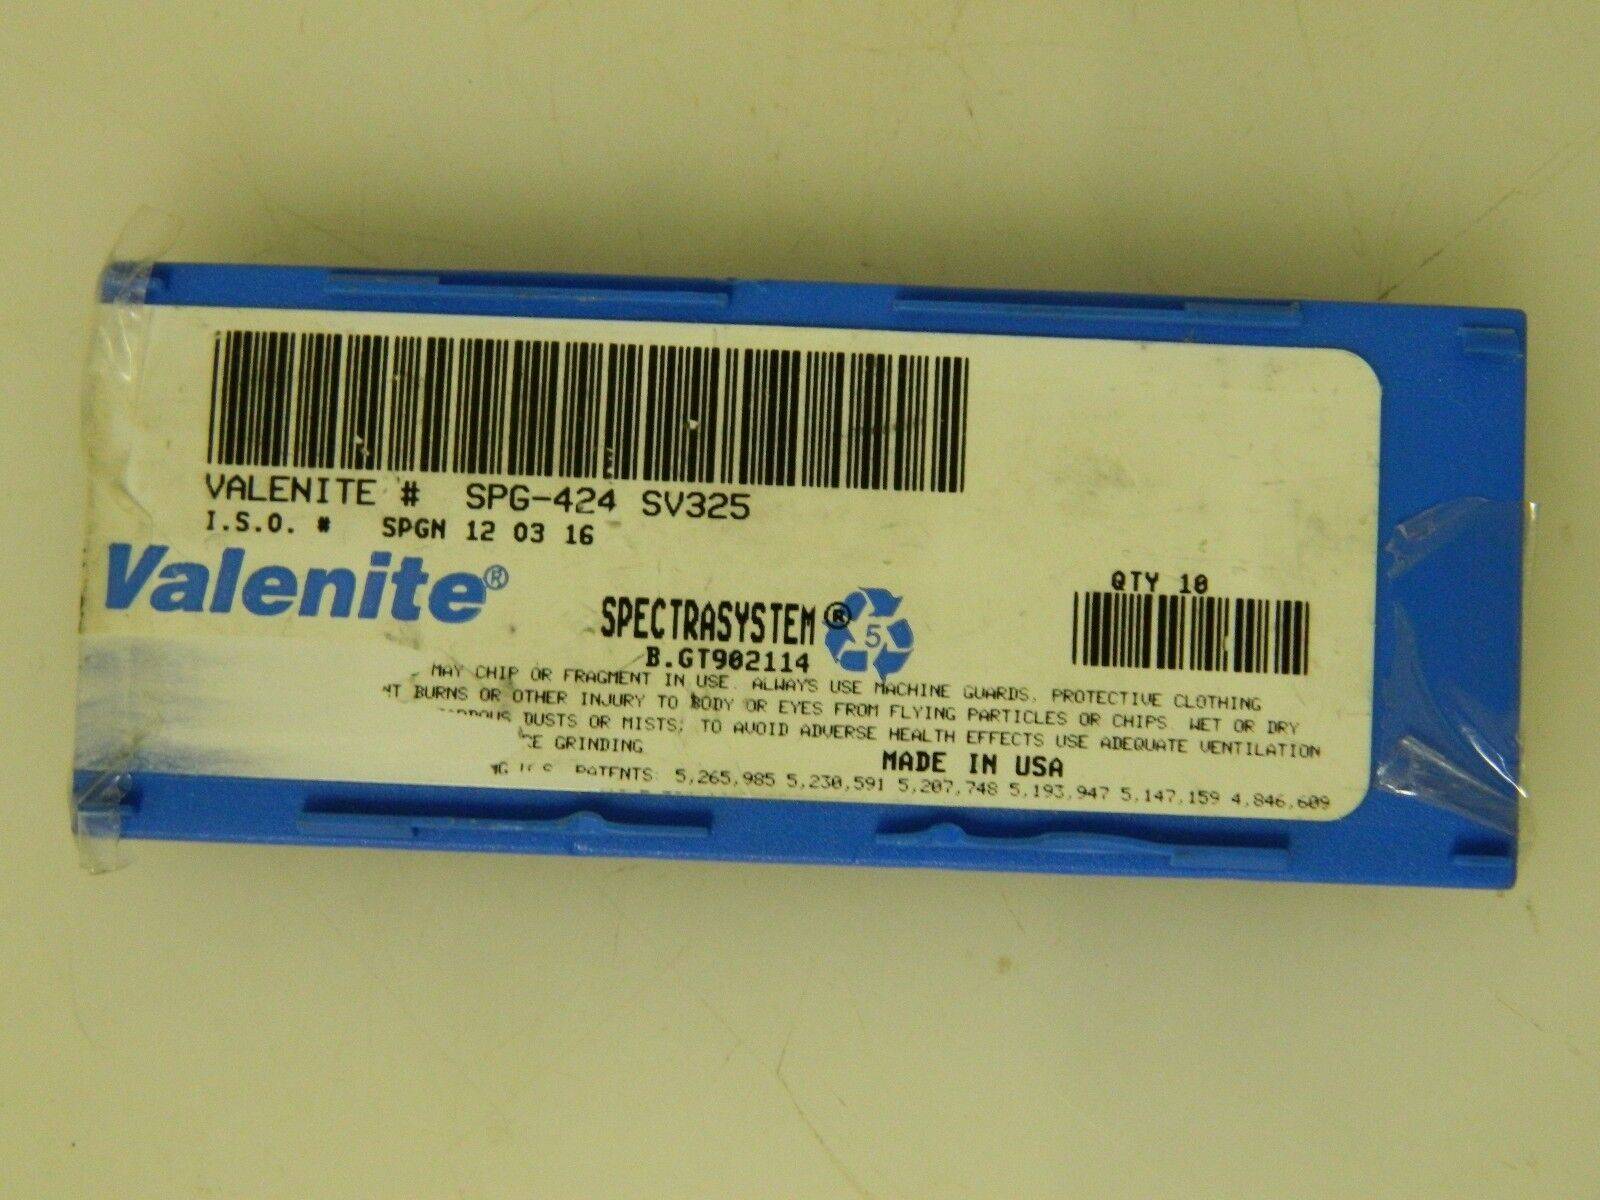 VALENITE # SPG-424 SV325
I.S.O. # SPGN 12 03 16
Valenite®
QTY 10
SPECTRASYSTEM®
5
B.GT902114
MAY CHIP OR FRAGMENT IN USE. ALWAYS USE MACHINE GUARDS, PROTECTIVE CLOTHING
BURNS OR OTHER INJURY TO BODY OR EYES FROM FLYING PARTICLES OR CHIPS. WET OR DRY
DUSTS OR MISTS; TO AVOID ADVERSE HEALTH EFFECTS USE ADEQUATE VENTILATION
GRINDING.
MADE IN USA
PATENTS: 5,265,985 5,230,591 5,207,748 5,193,947 5,147,159 4,846,609